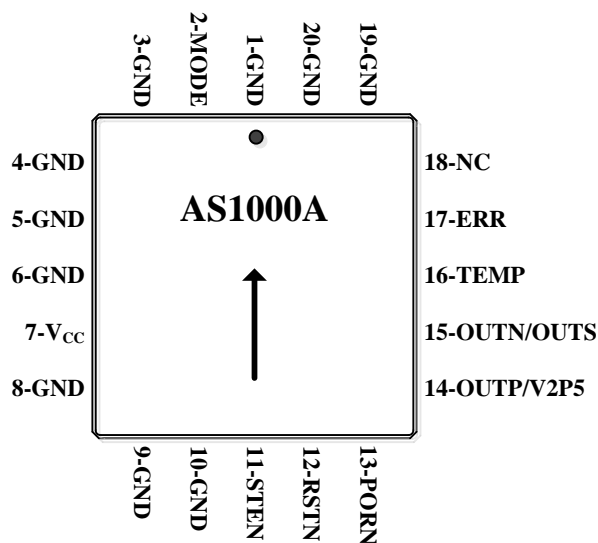 3-GND
2-MODE
1-GND
20-GND
19-GND
4-GND
18-NC
AS1000A
5-GND
17-ERR
6-GND
16-TEMP
7-VCC
15-OUTN/OUTS
8-GND
14-OUTP/V2P5
9-GND
10-GND
11-STEN
12-RSTN
13-PORN